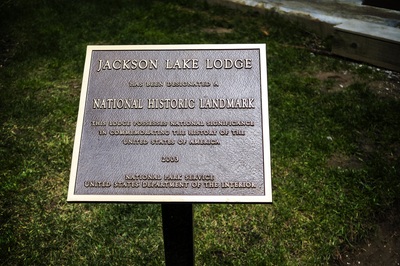 JACKSON LAKE LODGE
HAS BEEN DESIGNATED A
NATIONAL HISTORIC LANDMARK
THIS LODGE POSSESSES NATIONAL SIGNIFICANCE
IN COMMEMORATING THE HISTORY OF THE
UNITED STATES OF AMERICA
2003
NATIONAL PARK SERVICE
UNITED STATES DEPARTMENT OF THE INTERIOR